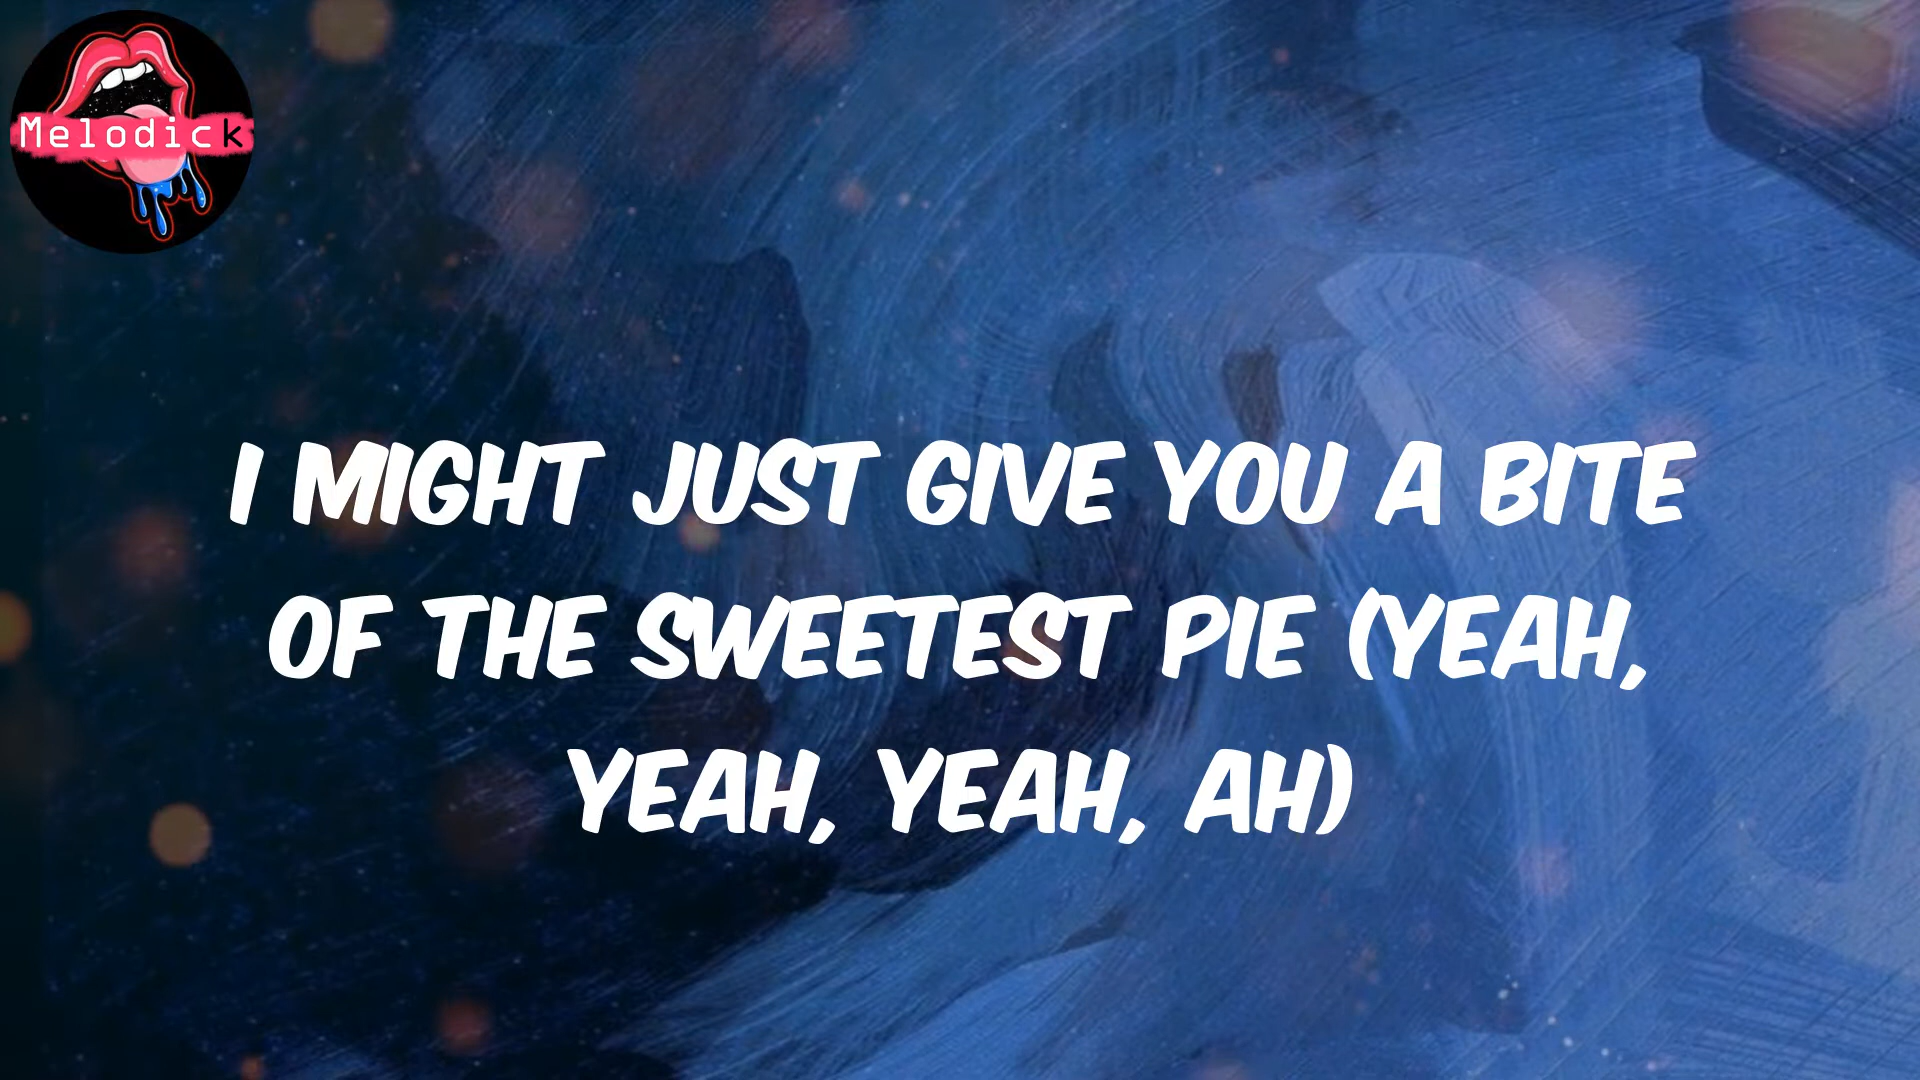 Melodick
I MIGHT JUST GIVE YOU A BITE
OF THE SWEETEST PIE (YEAH,
YEAH, YEAH, AH)